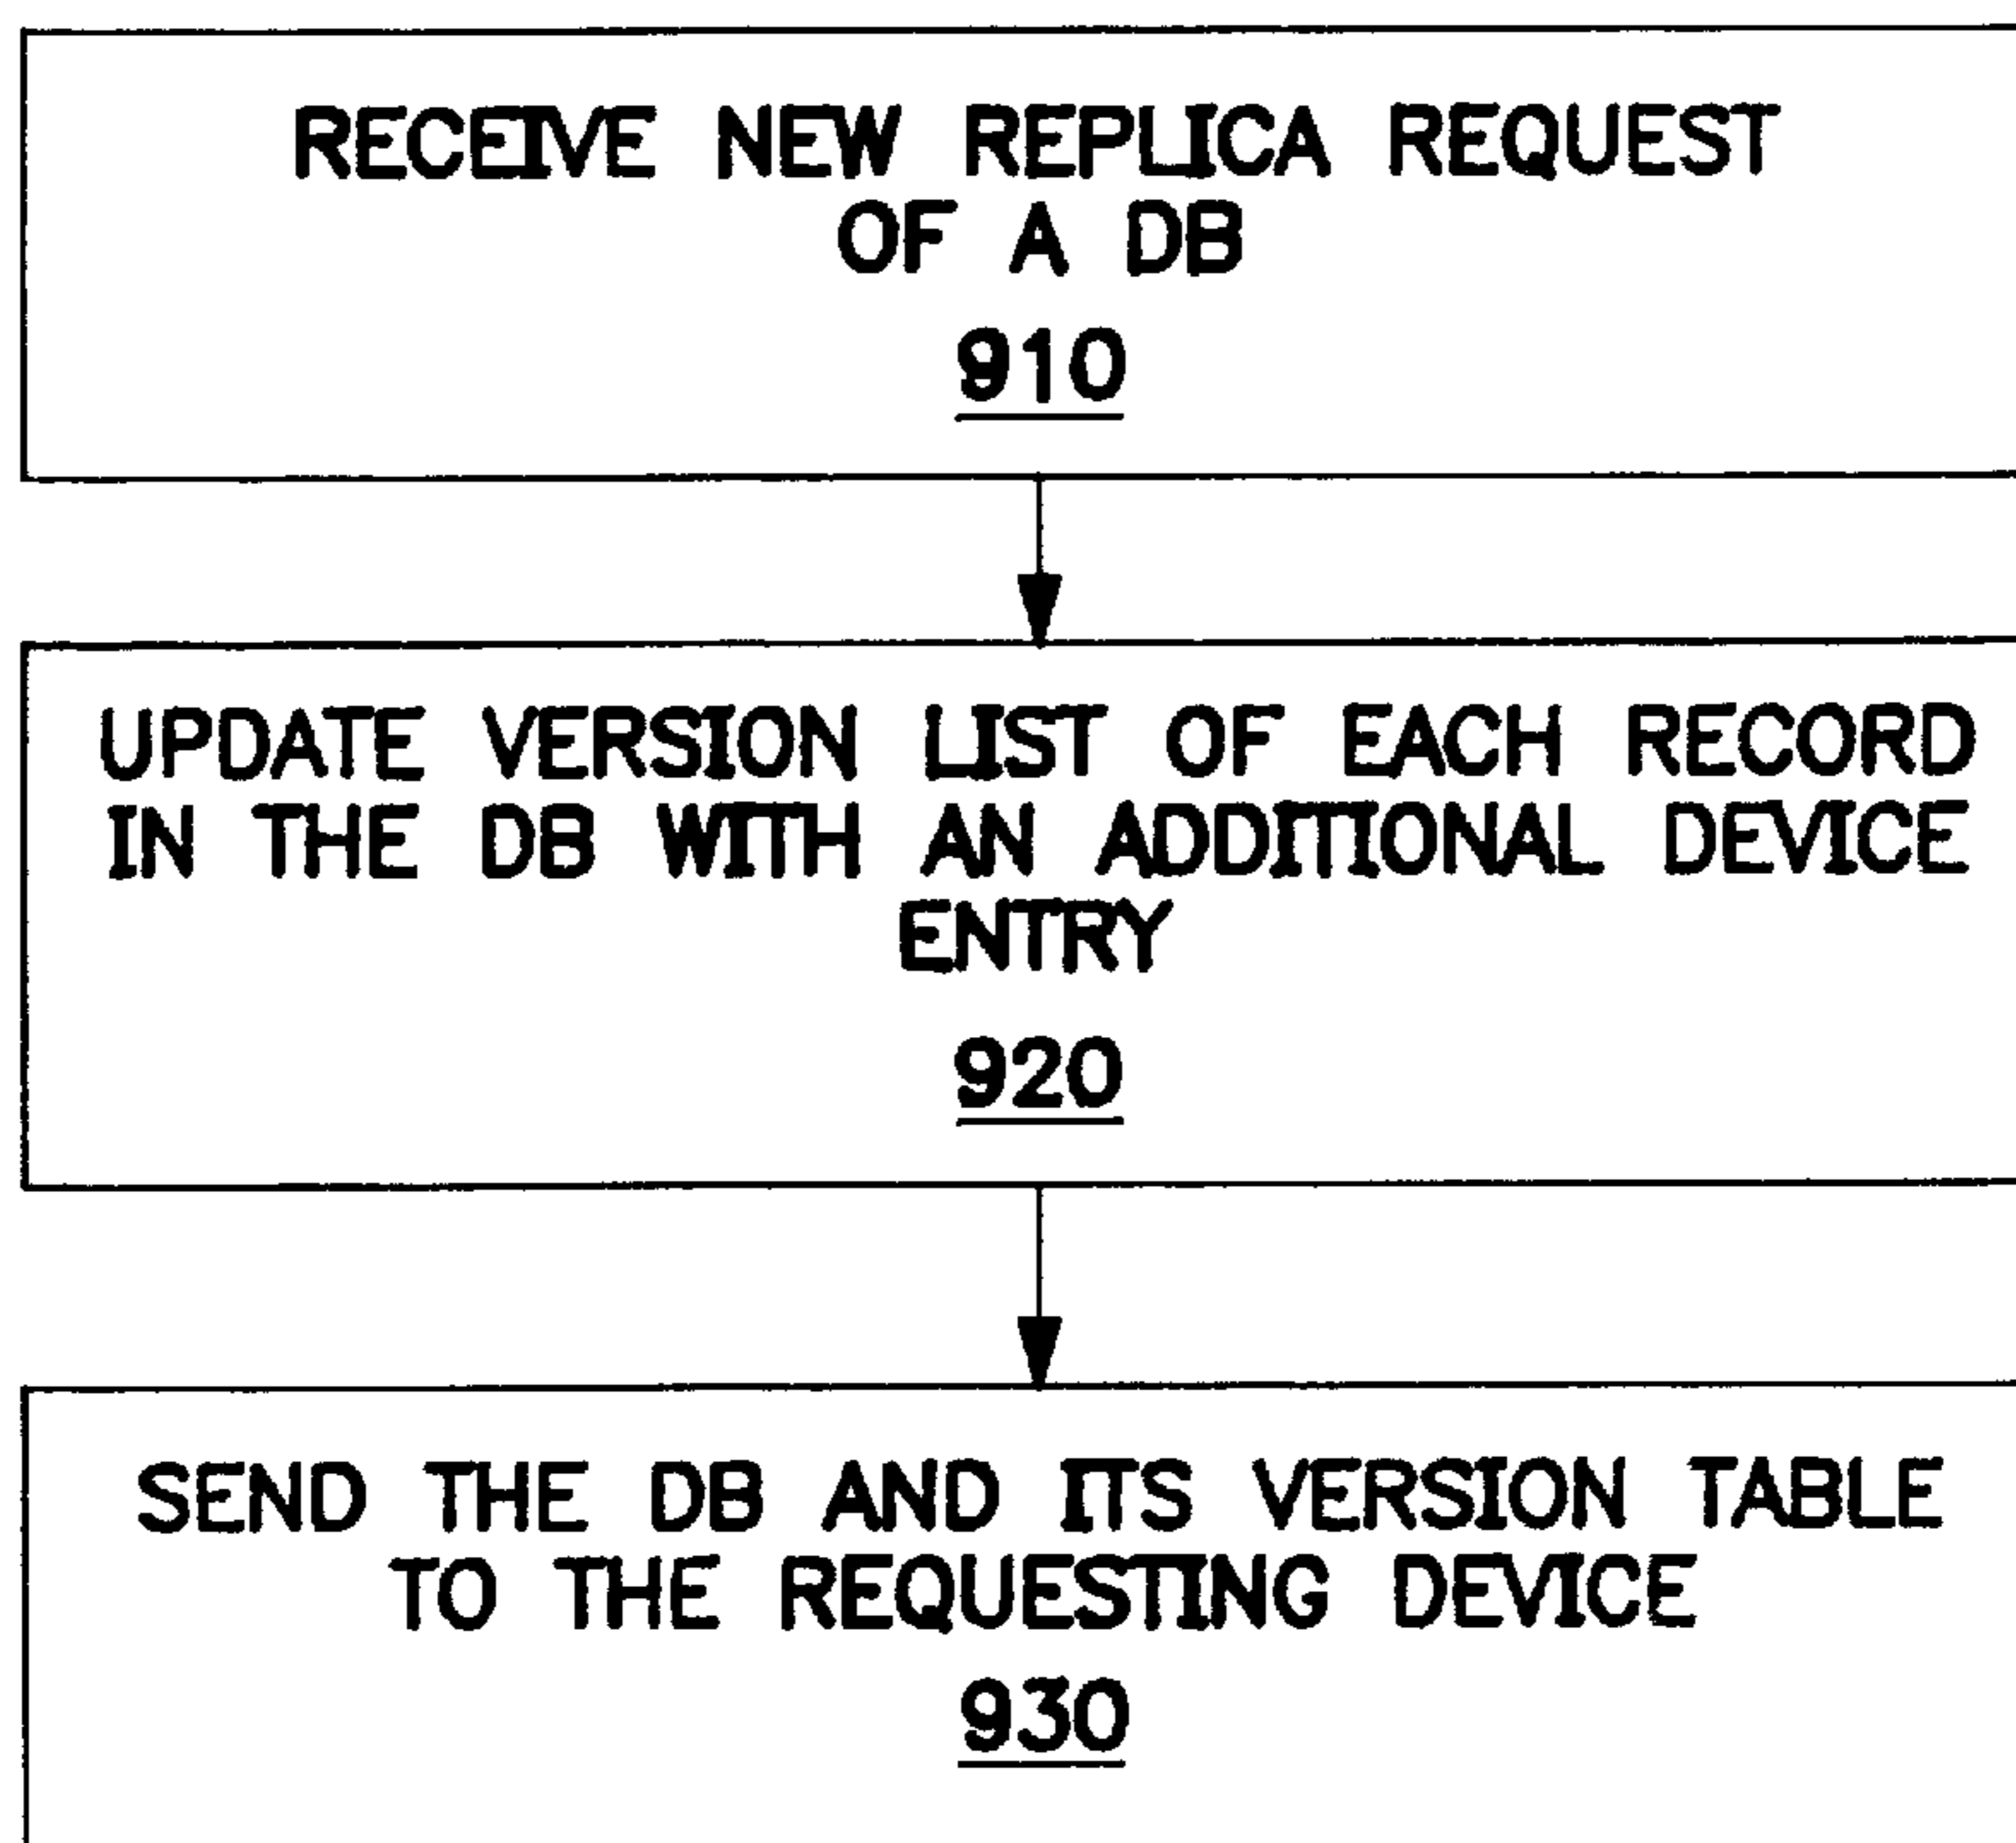 RECEIVE NEW REPLICA REQUEST
OF A DB
910
UPDATE VERSION LIST OF EACH RECORD
IN THE DB WITH AN ADDITIONAL DEVICE
ENTRY
920
SEND THE DB AND ITS VERSION TABLE
TO THE REQUESTING DEVICE
930